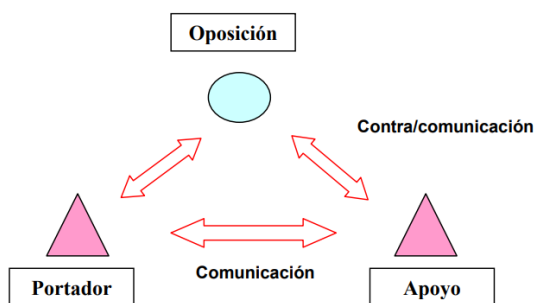 Oposición
Contra/comunicación
Comunicación
Portador
Apoyo